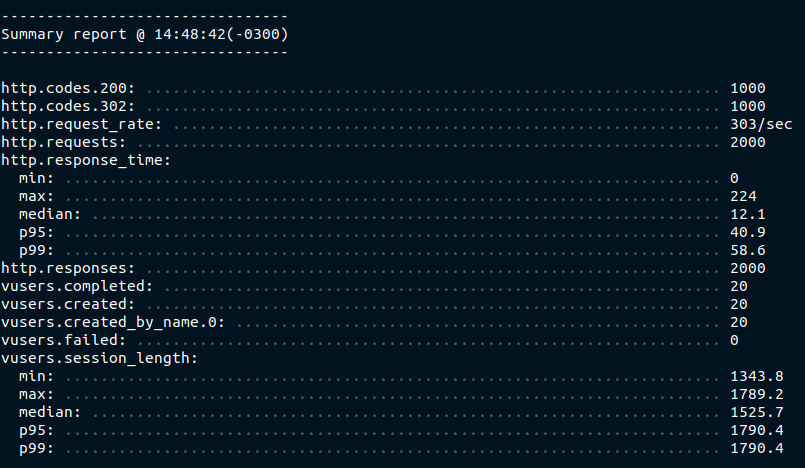 --------------------------------
Summary report @ 14:48:42(-0300)
--------------------------------
http.codes.200: ................................................................ 1000
http.codes.302: ................................................................ 1000
http.request_rate: ............................................................. 303/sec
http.requests: ................................................................. 2000
http.response_time:
  min: ......................................................................... 0
  max: ......................................................................... 224
  median: ...................................................................... 12.1
  p95: ......................................................................... 40.9
  p99: ......................................................................... 58.6
http.responses: ................................................................ 2000
vusers.completed: .............................................................. 20
vusers.created: ................................................................ 20
vusers.created_by_name.0: ...................................................... 20
vusers.failed: ................................................................. 0
vusers.session_length:
  min: ......................................................................... 1343.8
  max: ......................................................................... 1789.2
  median: ...................................................................... 1525.7
  p95: ......................................................................... 1790.4
  p99: ......................................................................... 1790.4